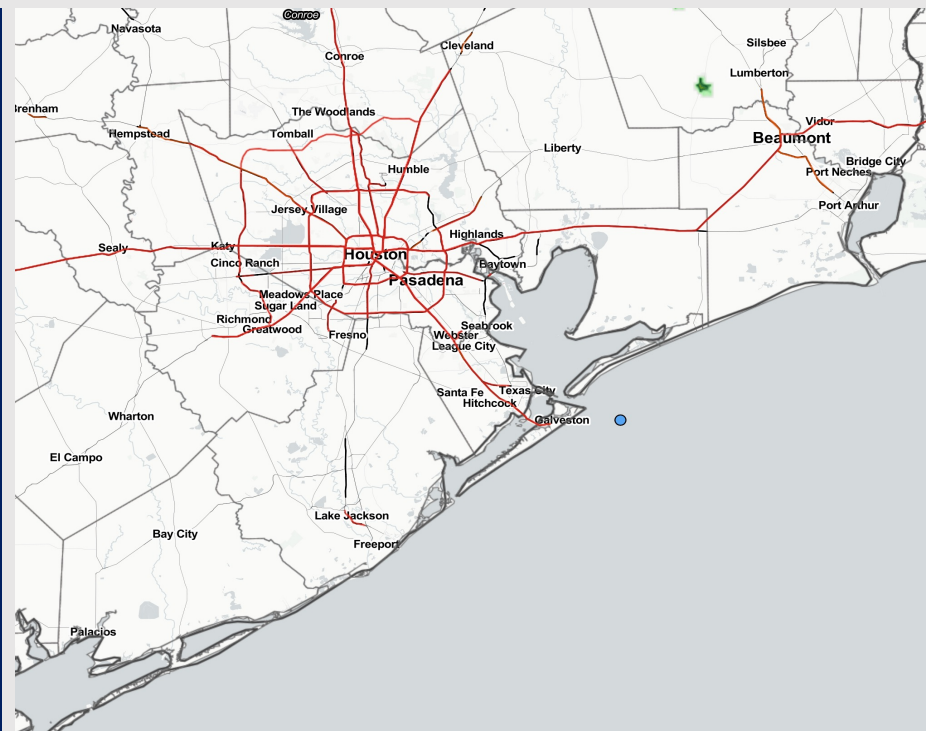 Conroe
Navasota
Silsbee
Cleveland
Conroe
Lumberton
Brenham
The Woodlands
Vidor
Hempstead
Tomball
Beaumont
Liberty
Bridge City
Humble
Port Neches
Port Arthur
Jersey Village
Highlands
Sealy
Katy
Houston
Cinco Ranch
Baytown
Pasadena
Meadows Place
Sugar Land
Richmond
Greatwood
Seabrook
Fresno
Webster
League City
Santa Fe
Texas City
Hitchcock
Wharton
Galveston
El Campo
Lake Jackson
Bay City
Freeport
Palacios